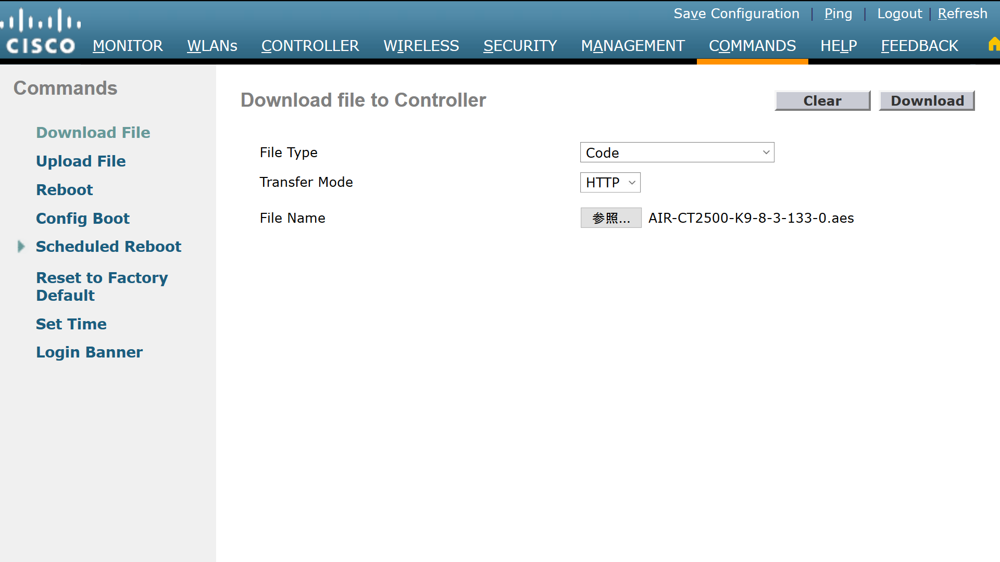 Save Configuration | Ping | Logout | Refresh
CISCO
MONITOR WLANs CONTROLLER WIRELESS SECURITY MANAGEMENT COMMANDS HELP FEEDBACK
Commands
Download File
Upload File
Reboot
Config Boot
Scheduled Reboot
Reset to Factory
Default
Set Time
Login Banner
Download file to Controller
Clear
Download
File Type Code
Transfer Mode HTTP
File Name 参照... AIR-CT2500-K9-8-3-133-0.aes